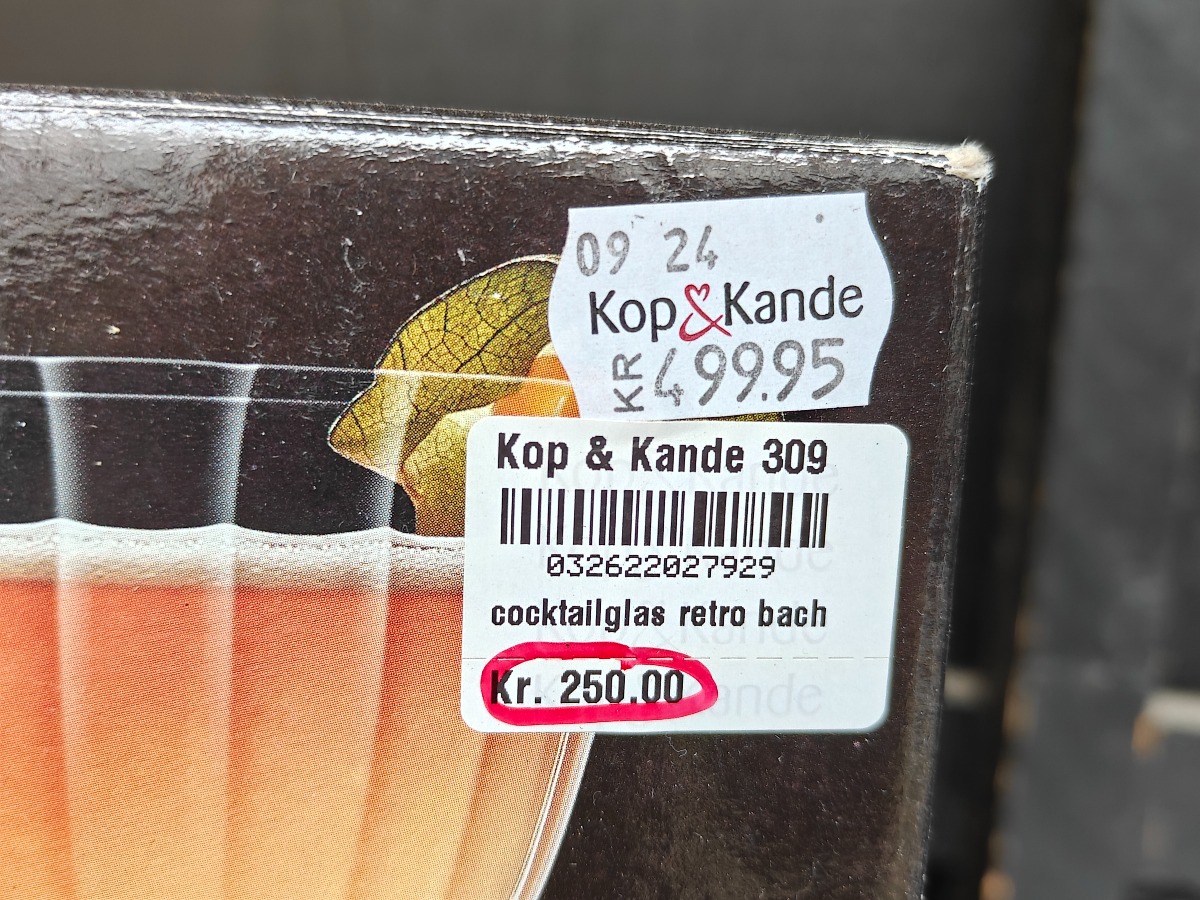 09 24
Kop&Kande
KR 499.95
Kop & Kande 309
032622027929
cocktailglas retro bach
Kr. 250.00